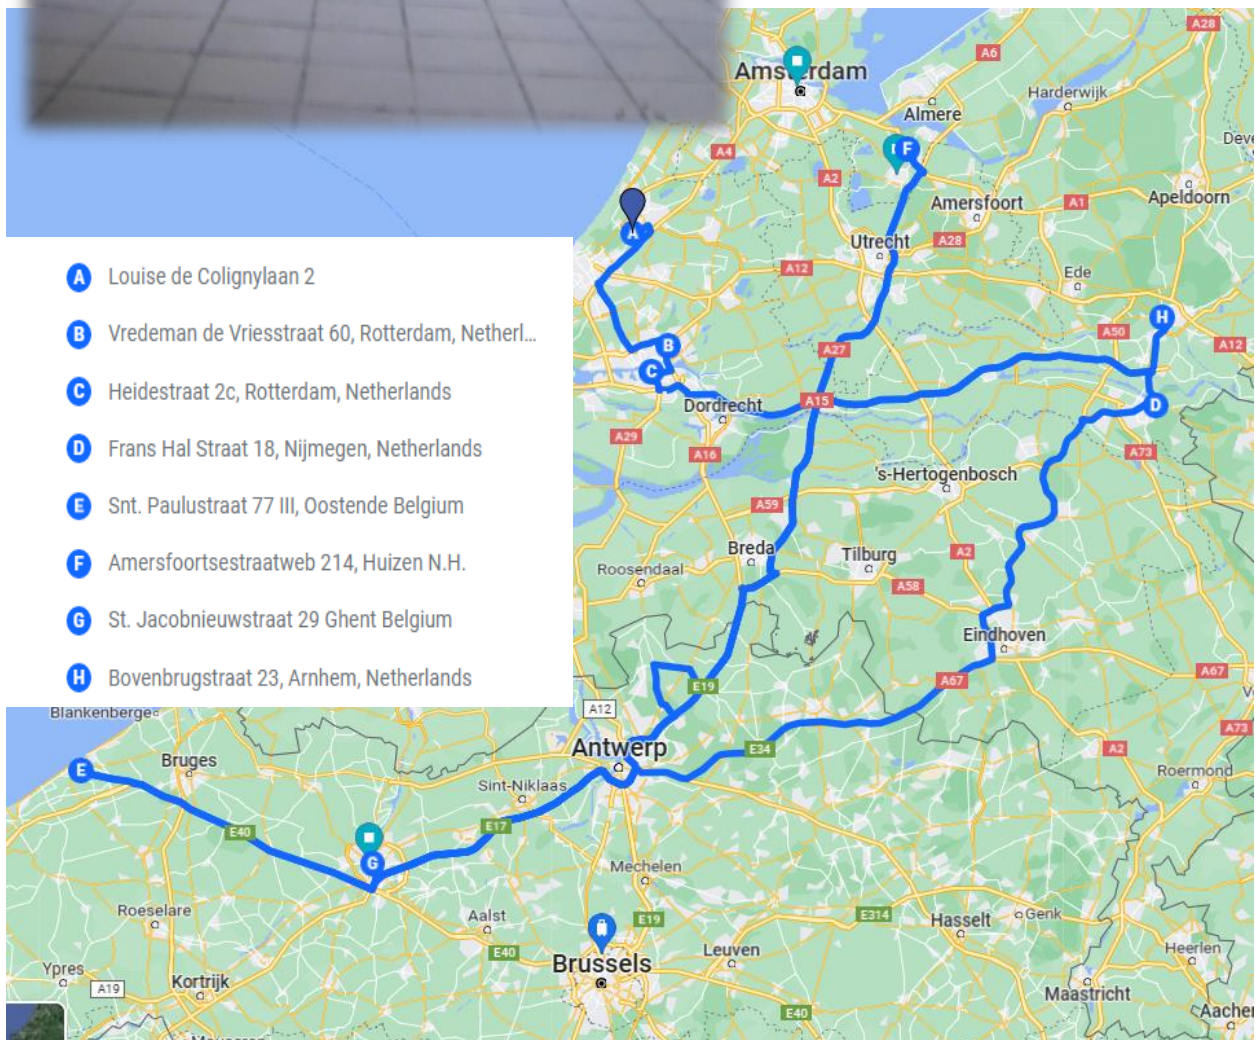 A28
Amsterdam
A6
Harderwijk
Almere
Deve
A4
F
A2
Apeldoorn
Amersfoort
A1
A
Utrecht
A28
A12
Ede
H
A50
A12
B
A27
C
A15
Dordrecht
D
A29
A16
A73
's-Hertogenbosch
A59
Breda
Tilburg
A2
Roosendaal
A58
Eindhoven
A67
A67
E19
A12
A Louise de Colignylaan 2
B Vredeman de Vriesstraat 60, Rotterdam, Netherl...
C Heidestraat 2c, Rotterdam, Netherlands
D Frans Hal Straat 18, Nijmegen, Netherlands
E Snt. Paulustraat 77 III, Oostende Belgium
F Amersfoortsestraatweb 214, Huizen N.H.
G St. Jacobnieuwstraat 29 Ghent Belgium
H Bovenbrugstraat 23, Arnhem, Netherlands
Blankenberge
A73
Antwerp
E34
A2
E
Bruges
Roermond
Sint-Niklaas
E17
E40
G
Mechelen
Roeselare
Aalst
E19
E314
Hasselt
Genk
E40
Leuven
Heerlen
Ypres
Brussels
Kortrijk
A19
Maastricht
E40
Aacher